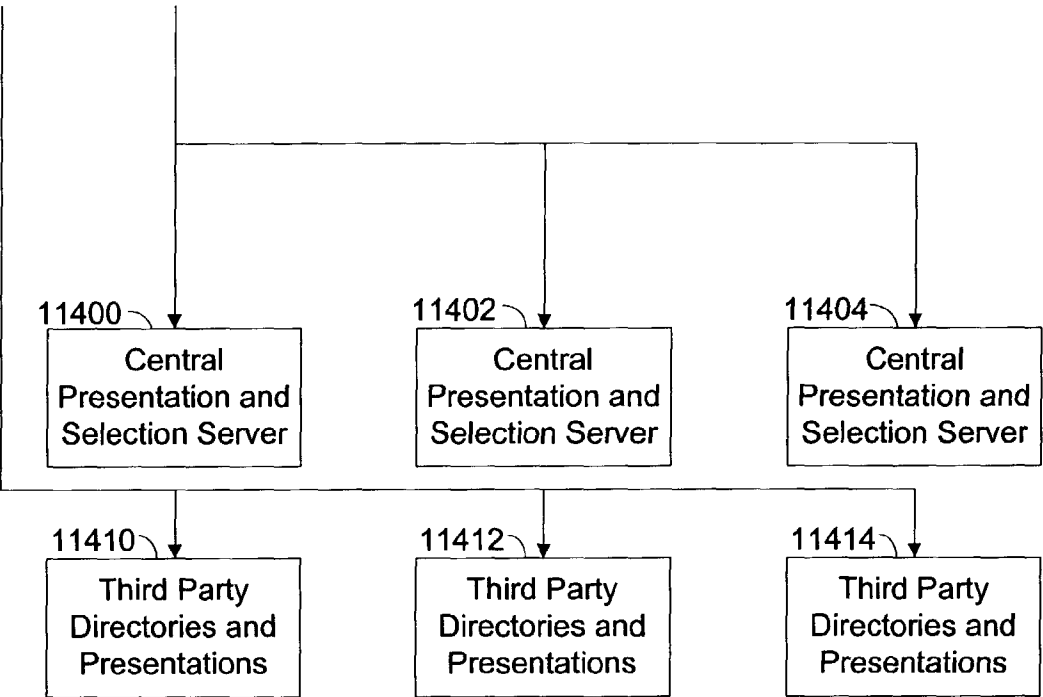 11400
Central
Presentation and
Selection Server
11402
Central
Presentation and
Selection Server
11404
Central
Presentation and
Selection Server
11410
Third Party
Directories and
Presentations
11412
Third Party
Directories and
Presentations
11414
Third Party
Directories and
Presentations